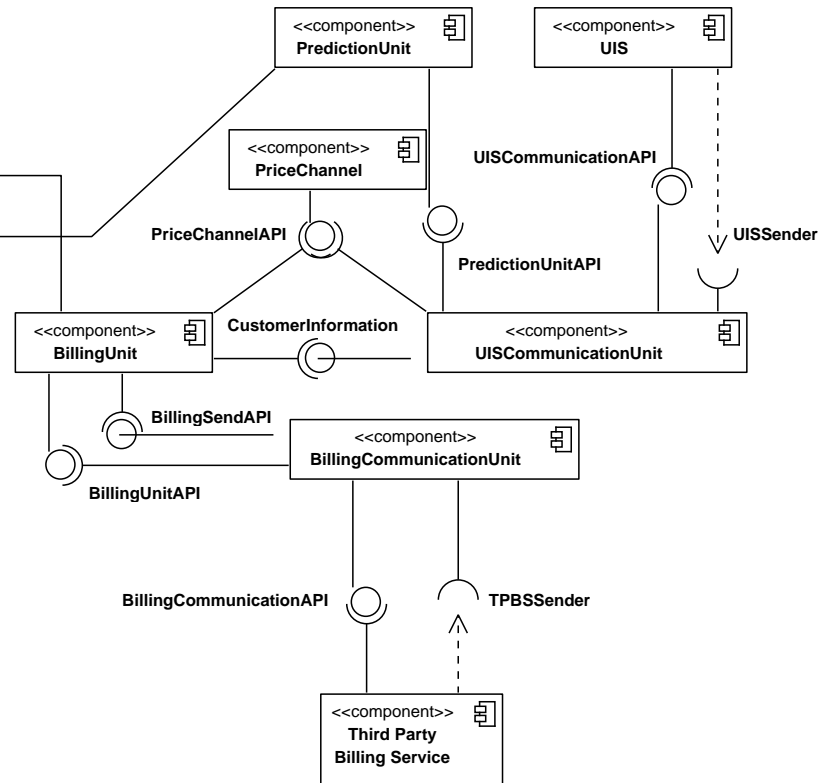 <<component>>
PredictionUnit
<<component>>
UIS
<<component>>
PriceChannel
UISCommunicationAPI
PriceChannelAPI
UISSender
PredictionUnitAPI
<<component>>
BillingUnit
CustomerInformation
<<component>>
UISCommunicationUnit
BillingSendAPI
<<component>>
BillingCommunicationUnit
BillingUnitAPI
BillingCommunicationAPI
TPBSSender
<<component>>
Third Party
Billing Service